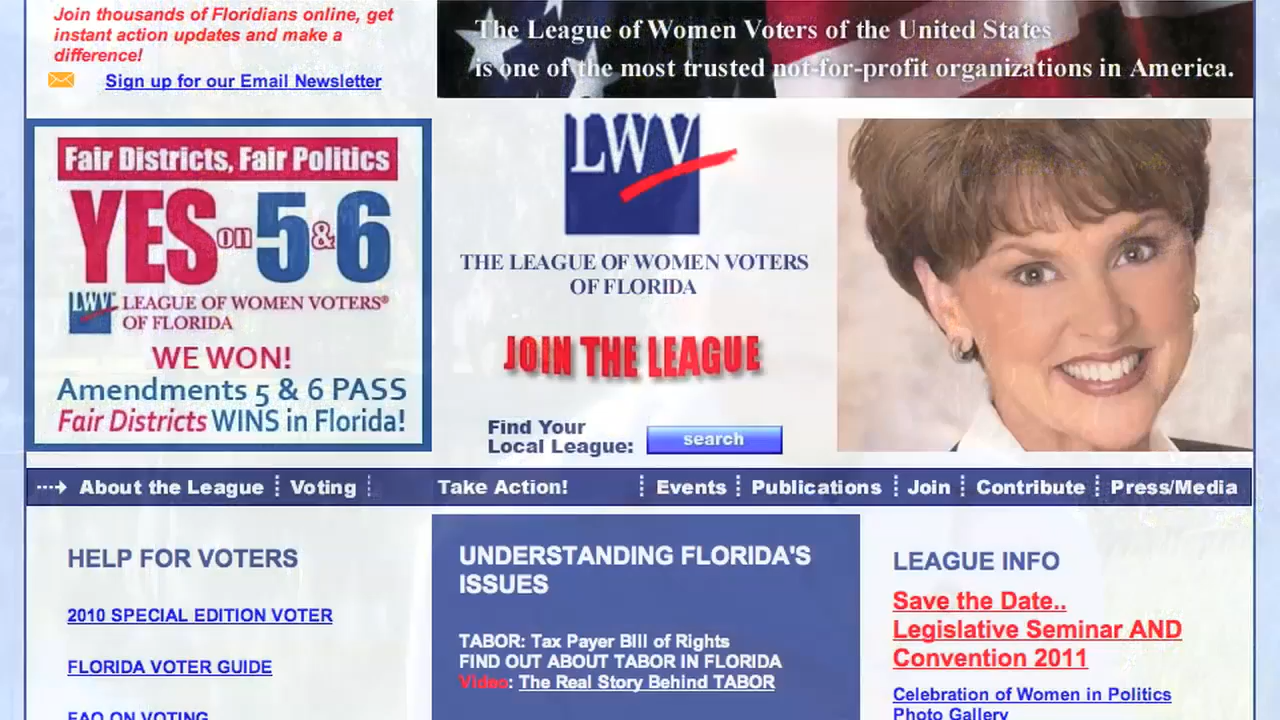 Join thousands of Floridians online, get
instant action updates and make a
difference!
Sign up for our Email Newsletter
The League of Women Voters of the United States
is one of the most trusted not-for-profit organizations in America.
Fair Districts, Fair Politics
YES on 5 & 6
LWV LEAGUE OF WOMEN VOTERS®
OF FLORIDA
WE WON!
Amendments 5 & 6 PASS
Fair Districts WINS in Florida!
LWV
THE LEAGUE OF WOMEN VOTERS
OF FLORIDA
JOIN THE LEAGUE
Find Your
Local League: search
About the League Voting Take Action! Events Publications Join Contribute Press/Media
HELP FOR VOTERS
2010 SPECIAL EDITION VOTER
FLORIDA VOTER GUIDE
FAQ ON VOTING
UNDERSTANDING FLORIDA'S
ISSUES
TABOR: Tax Payer Bill of Rights
FIND OUT ABOUT TABOR IN FLORIDA
Video: The Real Story Behind TABOR
LEAGUE INFO
Save the Date..
Legislative Seminar AND
Convention 2011
Celebration of Women in Politics
Photo Gallery